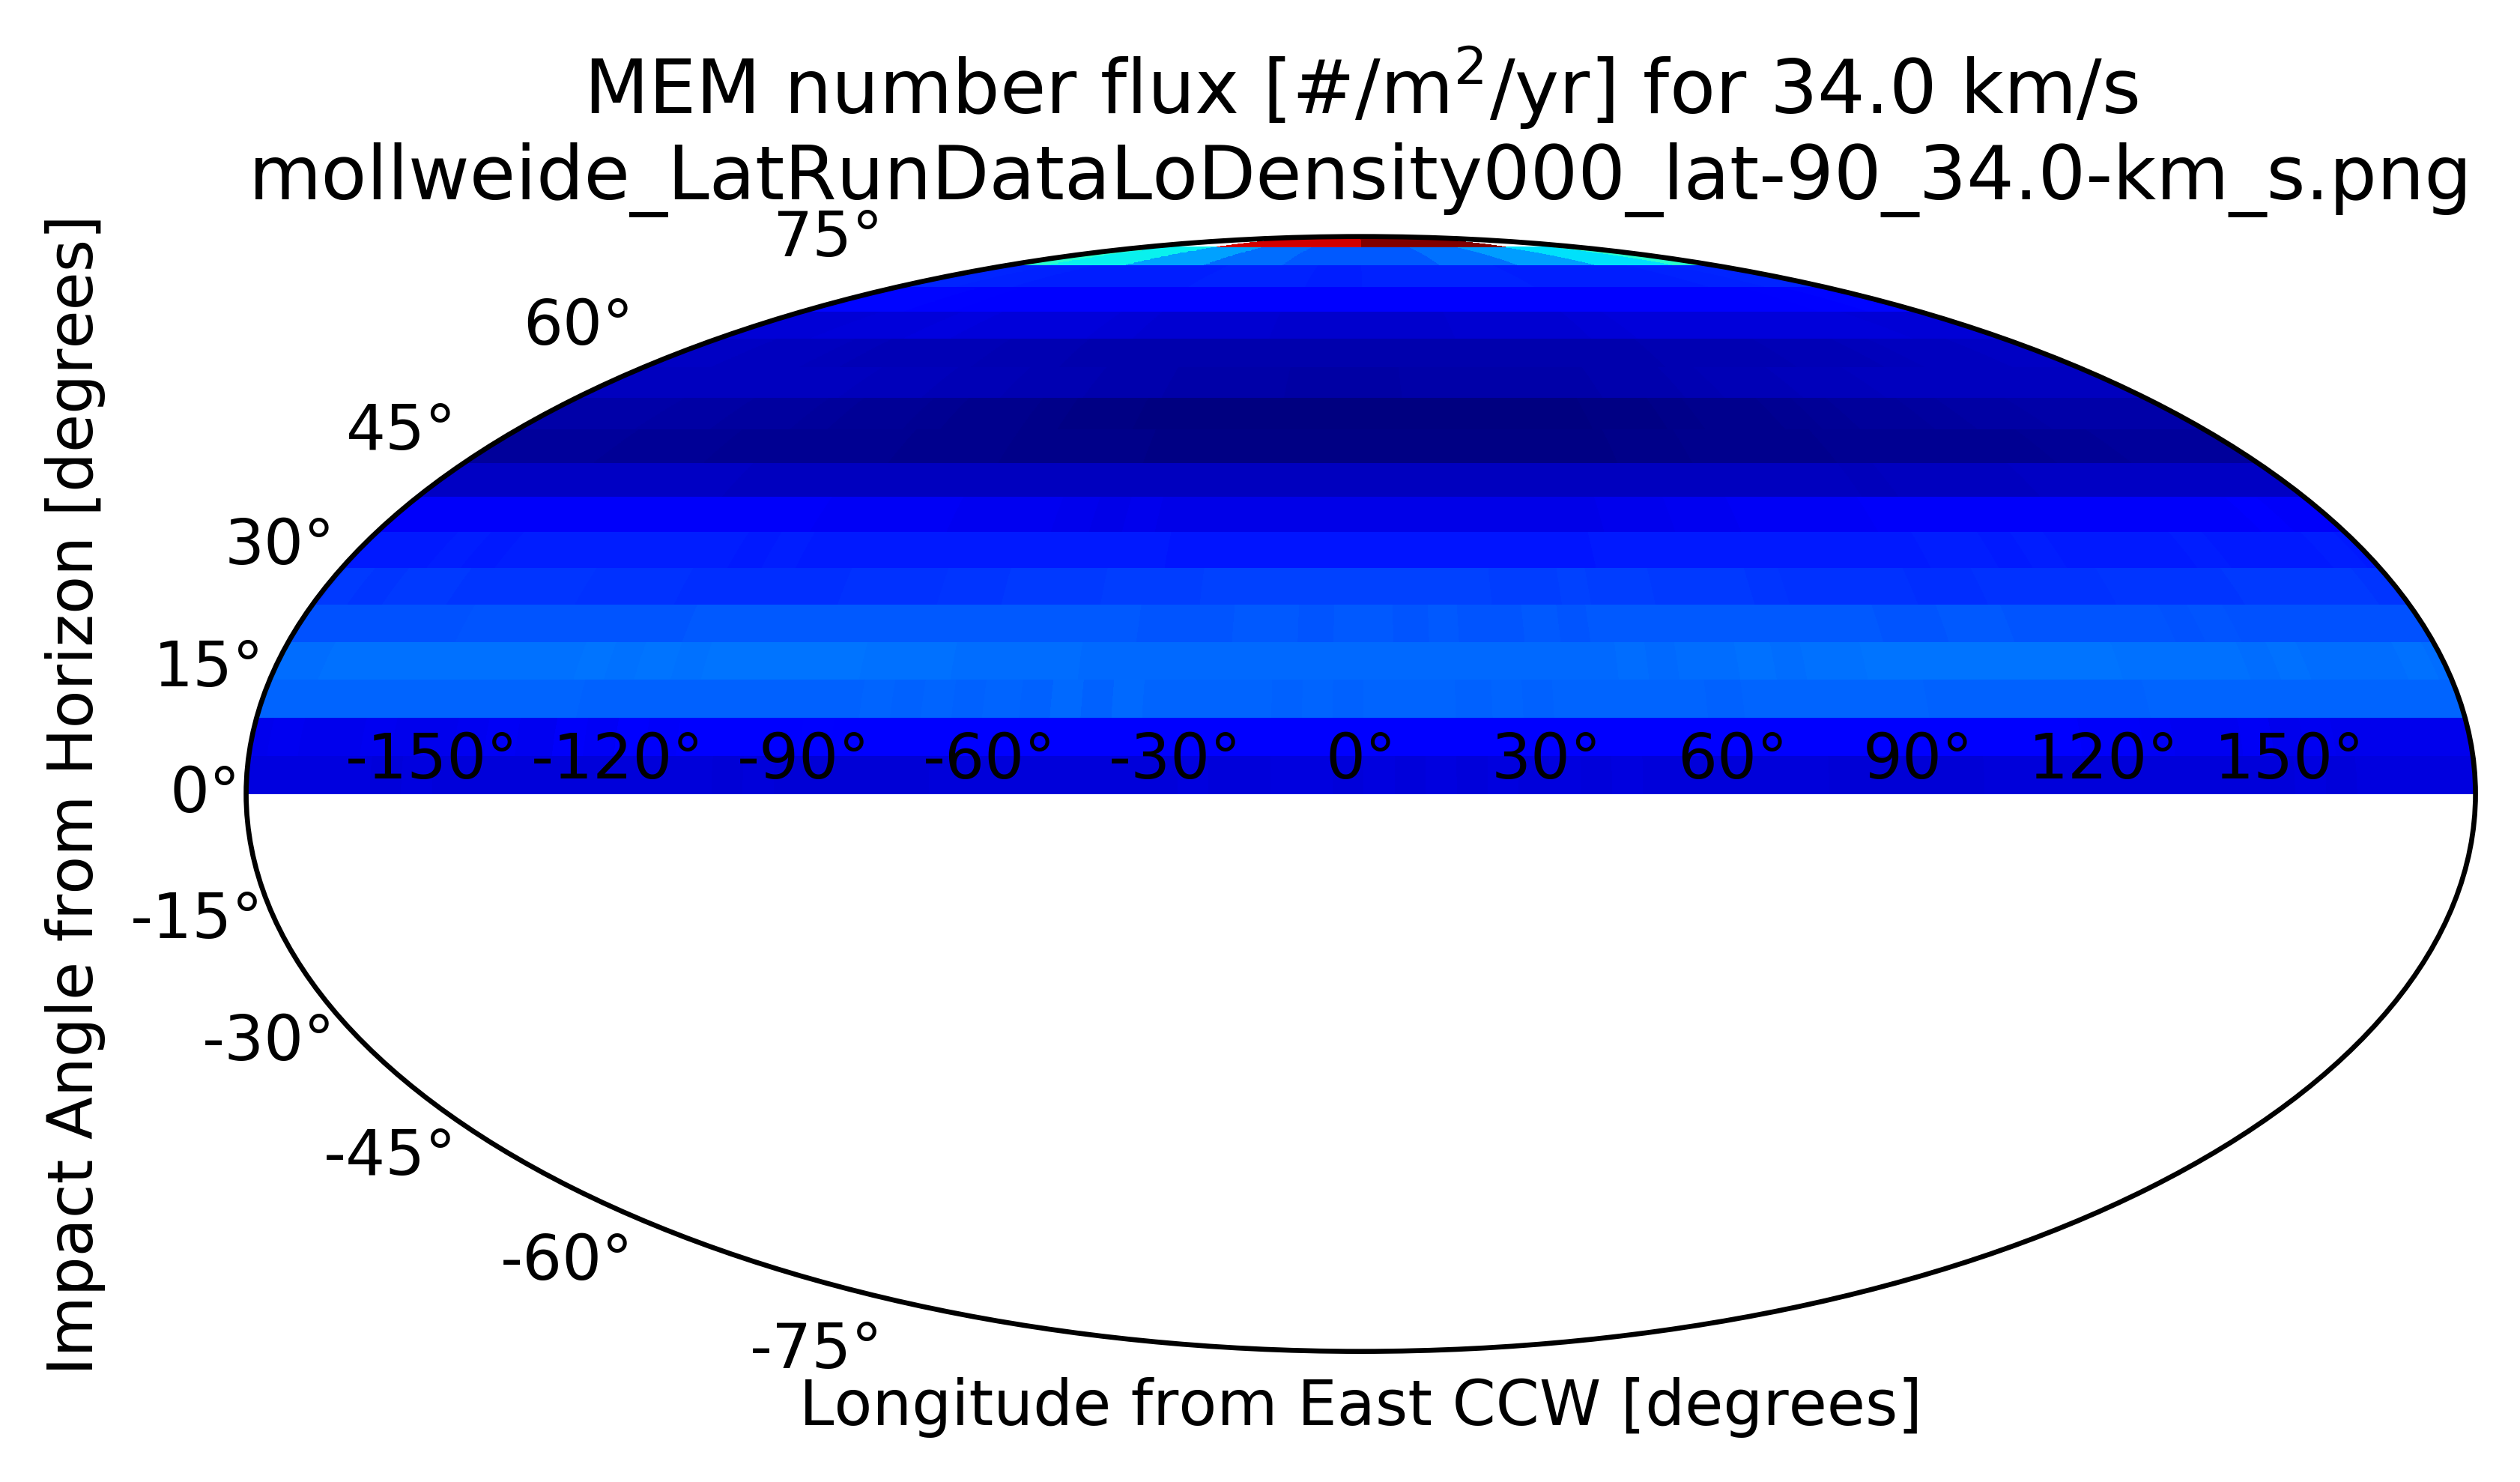 MEM number flux [#/m²/yr] for 34.0 km/s
mollweide_LatRunDataLoDensity000_lat-90_34.0-km_s.png
Impact Angle from Horizon [degrees]
75°
60°
45°
30°
15°
0°
-150° -120° -90° -60° -30° 0° 30° 60° 90° 120° 150°
-15°
-30°
-45°
-60°
-75°
Longitude from East CCW [degrees]